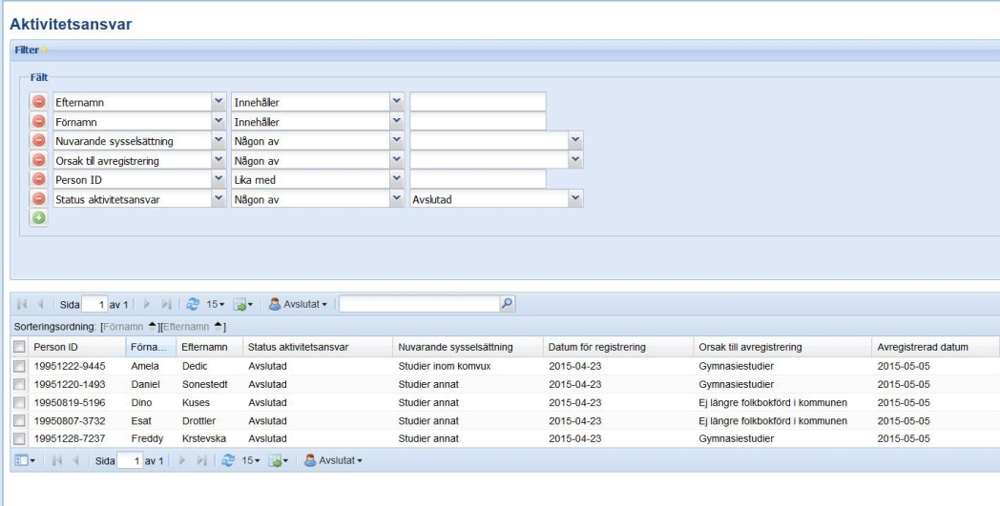 Aktivitetsansvar
Filter
Fält
Efternamn Innehåller
Förnamn Innehåller
Nuvarande sysselsättning Någon av
Orsak till avregistrering Någon av
Person ID Lika med
Status aktivitetsansvar Någon av Avslutad
Sida 1 av 1 15 Avslutat
Sorteringsordning: [Förnamn][Efternamn]
Person ID Förna... Efternamn Status aktivitetsansvar Nuvarande sysselsättning Datum för registrering Orsak till avregistrering Avregistrerad datum
19951222-9445 Amela Dedic Avslutad Studier inom komvux 2015-04-23 Gymnasiestudier 2015-05-05
19951220-1493 Daniel Sonestedt Avslutad Studier annat 2015-04-23 Gymnasiestudier 2015-05-05
19950819-5196 Dino Kuses Avslutad Studier annat 2015-04-23 Ej längre folkbokförd i kommunen 2015-05-05
19950807-3732 Esat Drottler Avslutad Studier annat 2015-04-23 Ej längre folkbokförd i kommunen 2015-05-05
19951228-7237 Freddy Krstevska Avslutad Studier annat 2015-04-23 Gymnasiestudier 2015-05-05
Sida 1 av 1 15 Avslutat